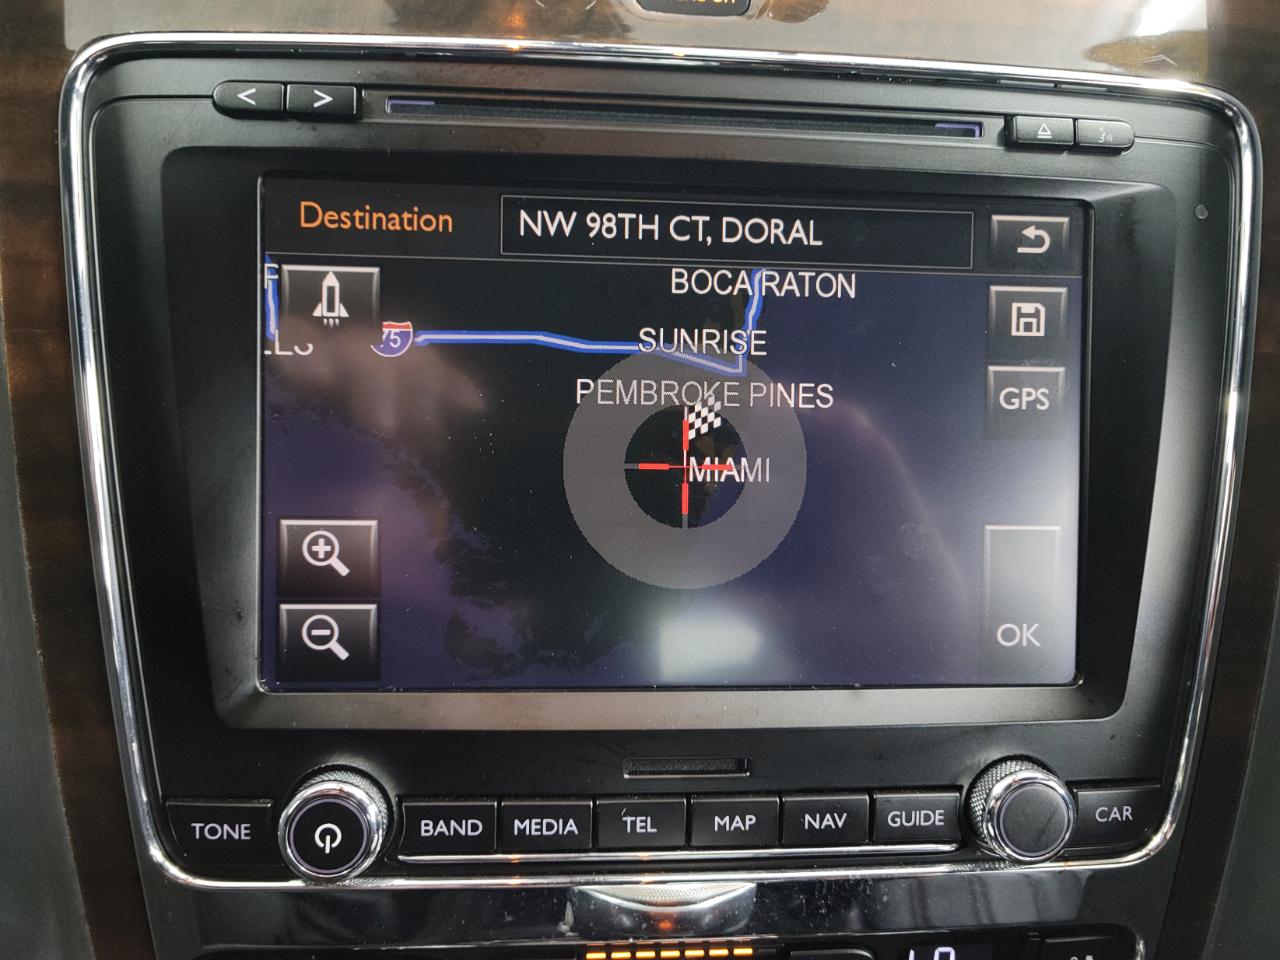 < >
Destination NW 98TH CT, DORAL
BOCA RATON
75 SUNRISE
PEMBROKE PINES GPS
MIAMI
OK
TONE BAND MEDIA TEL MAP NAV GUIDE CAR